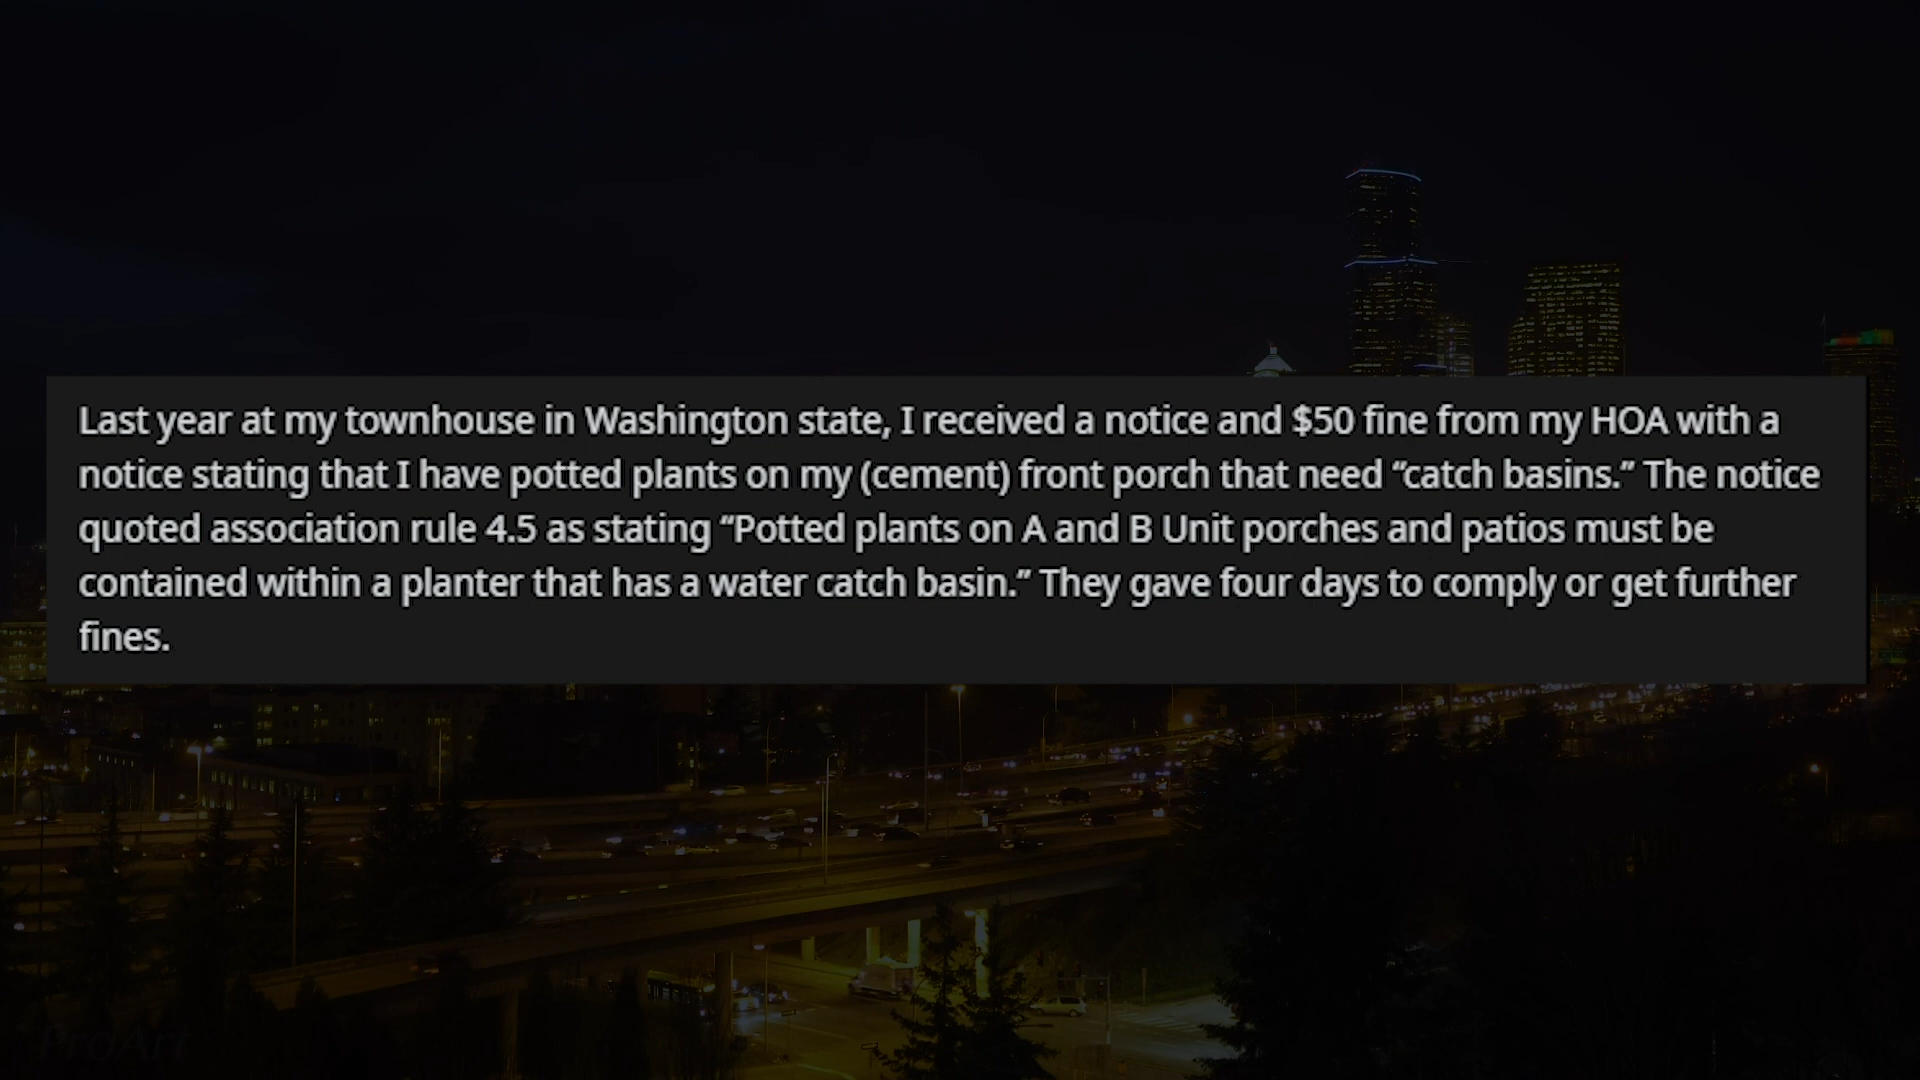 Last year at my townhouse in Washington state, I received a notice and $50 fine from my HOA with a
notice stating that I have potted plants on my (cement) front porch that need “catch basins.” The notice
quoted association rule 4.5 as stating “Potted plants on A and B Unit porches and patios must be
contained within a planter that has a water catch basin.” They gave four days to comply or get further
fines.
ProArt